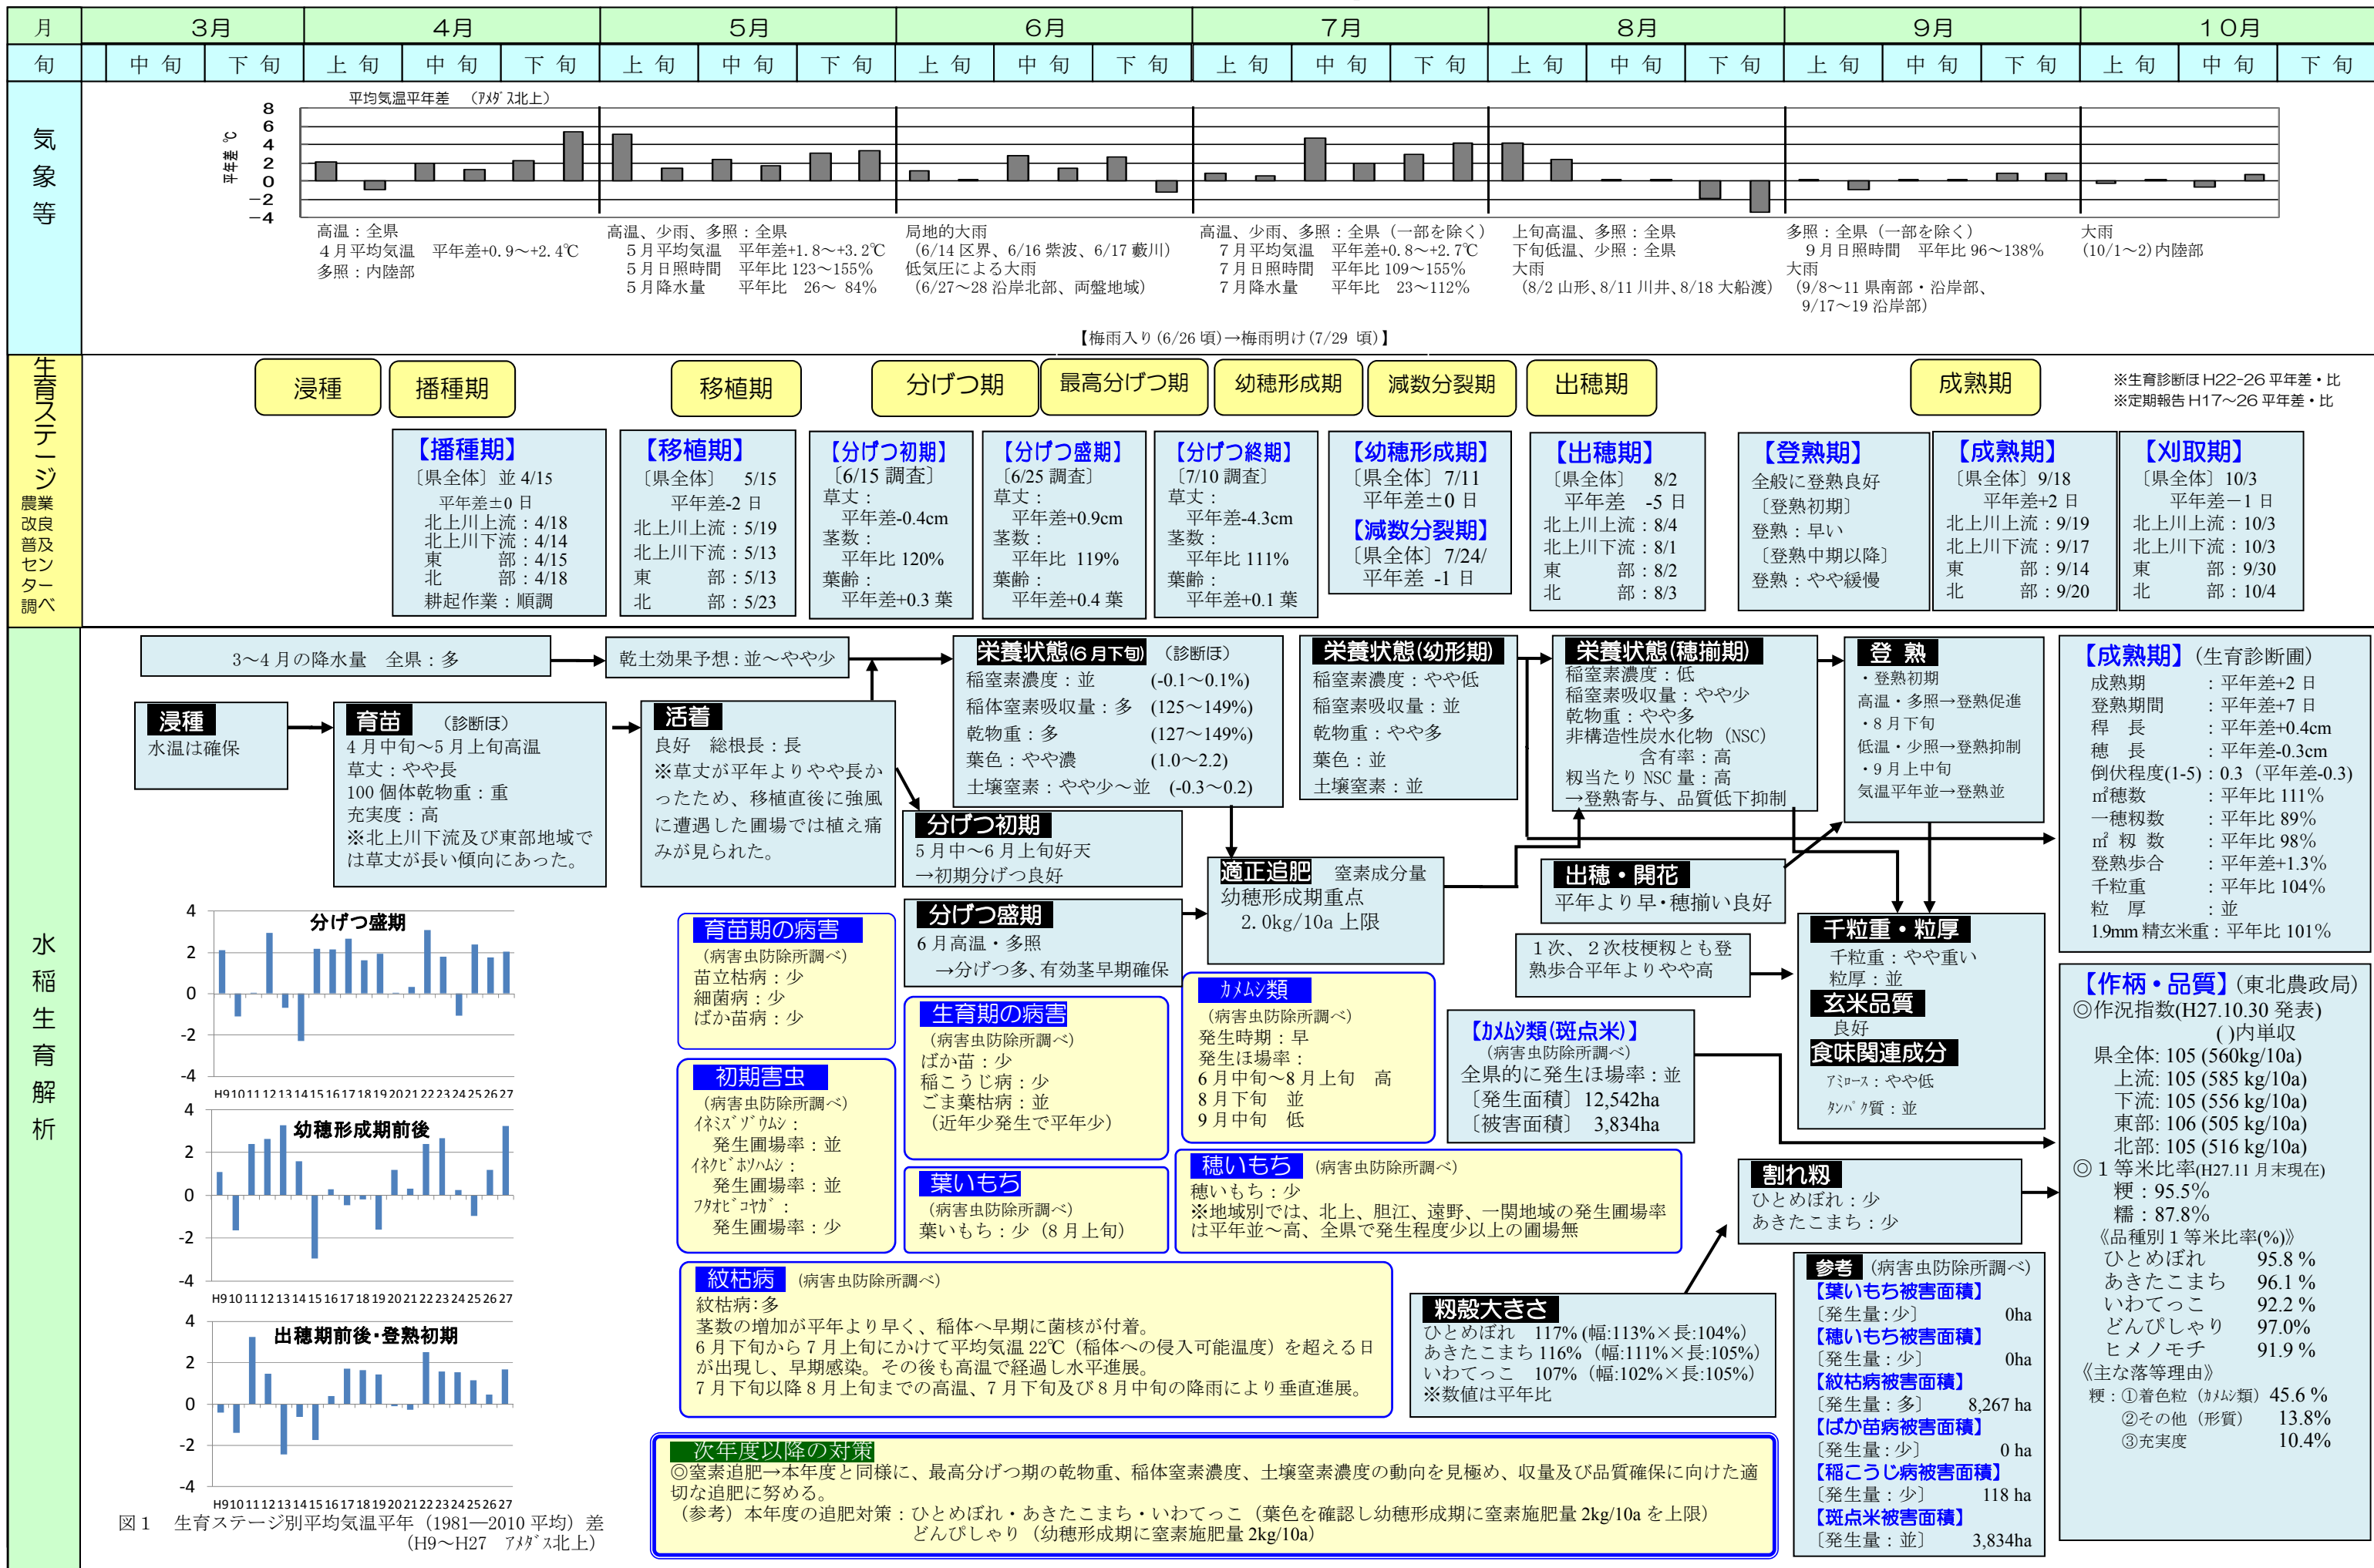 月 3月 4月 5月 6月 7月 8月 9月 10月
旬 中旬 下旬 上旬 中旬 下旬 上旬 中旬 下旬 上旬 中旬 下旬 上旬 中旬 下旬 上旬 中旬 下旬 上旬 中旬 下旬 上旬 中旬 下旬
気象等
平均気温平年差 （ｱﾒﾀﾞｽ北上）
平年差 ℃
8
6
4
2
0
−2
−4
高温：全県
４月平均気温 平年差+0.9～+2.4℃
多照：内陸部
高温、少雨、多照：全県
５月平均気温 平年差+1.8～+3.2℃
５月日照時間 平年比 123～155%
５月降水量 平年比 26～ 84%
局地的大雨
(6/14 区界、6/16 紫波、6/17 藪川)
低気圧による大雨
(6/27～28 沿岸北部、両盤地域)
高温、少雨、多照：全県（一部を除く）
７月平均気温 平年差+0.8～+2.7℃
７月日照時間 平年比 109～155%
７月降水量 平年比 23～112%
上旬高温、多照：全県
下旬低温、少照：全県
大雨
(8/2 山形、8/11 川井、8/18 大船渡)
多照：全県（一部を除く）
９月日照時間 平年比 96～138%
大雨
(9/8～11 県南部・沿岸部、
9/17～19 沿岸部)
大雨
(10/1～2)内陸部
【梅雨入り(6/26 頃)→梅雨明け(7/29 頃)】
生育ステージ
農業
改良
普及
セン
ター
調べ
浸種
播種期
移植期
分げつ期
最高分げつ期
幼穂形成期
減数分裂期
出穂期
成熟期
※生育診断ほ H22-26 平年差・比
※定期報告 H17～26 平年差・比
【播種期】
〔県全体〕並 4/15
平年差±0 日
北上川上流：4/18
北上川下流：4/14
東 部：4/15
北 部：4/18
耕起作業：順調
【移植期】
〔県全体〕 5/15
平年差-2 日
北上川上流：5/19
北上川下流：5/13
東 部：5/13
北 部：5/23
【分げつ初期】
〔6/15 調査〕
草丈：
平年差-0.4cm
茎数：
平年比 120%
葉齢：
平年差+0.3 葉
【分げつ盛期】
〔6/25 調査〕
草丈：
平年差+0.9cm
茎数：
平年比 119%
葉齢：
平年差+0.4 葉
【分げつ終期】
〔7/10 調査〕
草丈：
平年差-4.3cm
茎数：
平年比 111%
葉齢：
平年差+0.1 葉
【幼穂形成期】
〔県全体〕7/11
平年差±0 日
【減数分裂期】
〔県全体〕7/24/
平年差 -1 日
【出穂期】
〔県全体〕 8/2
平年差 -5 日
北上川上流：8/4
北上川下流：8/1
東 部：8/2
北 部：8/3
【登熟期】
全般に登熟良好
〔登熟初期〕
登熟：早い
〔登熟中期以降〕
登熟：やや緩慢
【成熟期】
〔県全体〕9/18
平年差+2 日
北上川上流：9/19
北上川下流：9/17
東 部：9/14
北 部：9/20
【刈取期】
〔県全体〕10/3
平年差－1 日
北上川上流：10/3
北上川下流：10/3
東 部：9/30
北 部：10/4
水稲生育解析
3～4 月の降水量 全県：多
乾土効果予想：並～やや少
浸種
水温は確保
育苗 （診断ほ）
４月中旬～５月上旬高温
草丈：やや長
100 個体乾物重：重
充実度：高
※北上川下流及び東部地域で
は草丈が長い傾向にあった。
活着
良好 総根長：長
※草丈が平年よりやや長か
ったため、移植直後に強風
に遭遇した圃場では植え痛
みが見られた。
栄養状態(６月下旬) （診断ほ）
稲窒素濃度：並 (-0.1～0.1%)
稲体窒素吸収量：多 (125～149%)
乾物重：多 (127～149%)
葉色：やや濃 (1.0～2.2)
土壌窒素：やや少～並 (-0.3～0.2)
分げつ初期
５月中～６月上旬好天
→初期分げつ良好
分げつ盛期
６月高温・多照
→分げつ多、有効茎早期確保
栄養状態(幼形期)
稲窒素濃度：やや低
稲窒素吸収量：並
乾物重：やや多
葉色：並
土壌窒素：並
適正追肥 窒素成分量
幼穂形成期重点
2.0kg/10a 上限
栄養状態(穂揃期)
稲窒素濃度：低
稲窒素吸収量：やや少
乾物重：やや多
非構造性炭水化物（NSC）
含有率：高
籾当たり NSC 量：高
→登熟寄与、品質低下抑制
出穂・開花
平年より早・穂揃い良好
１次、２次枝梗籾とも登
熟歩合平年よりやや高
登 熟
・登熟初期
高温・多照→登熟促進
・８月下旬
低温・少照→登熟抑制
・９月上中旬
気温平年並→登熟並
千粒重・粒厚
千粒重：やや重い
粒厚：並
玄米品質
良好
食味関連成分
ｱﾐﾛｰｽ：やや低
ﾀﾝﾊﾟｸ質：並
【成熟期】(生育診断圃)
成熟期 ：平年差+2 日
登熟期間 ：平年差+7 日
稈 長 ：平年差+0.4cm
穂 長 ：平年差-0.3cm
倒伏程度(1-5)：0.3（平年差-0.3)
㎡穂数 ：平年比 111%
一穂籾数 ：平年比 89%
㎡ 籾 数 ：平年比 98%
登熟歩合 ：平年差+1.3%
千粒重 ：平年比 104%
粒 厚 ：並
1.9mm 精玄米重：平年比 101%
【作柄・品質】(東北農政局)
◎作況指数(H27.10.30 発表)
( )内単収
県全体: 105 (560kg/10a)
上流: 105 (585 kg/10a)
下流: 105 (556 kg/10a)
東部: 106 (505 kg/10a)
北部: 105 (516 kg/10a)
◎１等米比率(H27.11 月末現在)
粳：95.5%
糯：87.8%
《品種別１等米比率(%)》
ひとめぼれ 95.8 %
あきたこまち 96.1 %
いわてっこ 92.2 %
どんぴしゃり 97.0%
ヒメノモチ 91.9 %
《主な落等理由》
粳：①着色粒（ｶﾒﾑｼ類）45.6 %
②その他（形質） 13.8%
③充実度 10.4%
分げつ盛期
4
2
0
-2
-4
H9 10 11 12 13 14 15 16 17 18 19 20 21 22 23 24 25 26 27
幼穂形成期前後
4
2
0
-2
-4
H9 10 11 12 13 14 15 16 17 18 19 20 21 22 23 24 25 26 27
出穂期前後･登熟初期
4
2
0
-2
-4
H9 10 11 12 13 14 15 16 17 18 19 20 21 22 23 24 25 26 27
図１ 生育ステージ別平均気温平年（1981―2010 平均）差
(H9～H27 ｱﾒﾀﾞｽ北上)
育苗期の病害
（病害虫防除所調べ）
苗立枯病：少
細菌病：少
ばか苗病：少
初期害虫
（病害虫防除所調べ）
ｲﾈﾐｽﾞｿﾞｳﾑｼ：
発生圃場率：並
ｲﾈｸﾋﾞﾎｿﾊﾑｼ：
発生圃場率：並
ﾌﾀｵﾋﾞｺﾔｶﾞ：
発生圃場率：少
生育期の病害
（病害虫防除所調べ）
ばか苗：少
稲こうじ病：少
ごま葉枯病：並
（近年少発生で平年少）
葉いもち
（病害虫防除所調べ）
葉いもち：少（8 月上旬）
ｶﾒﾑｼ類
（病害虫防除所調べ）
発生時期：早
発生ほ場率：
６月中旬～8 月上旬 高
８月下旬 並
９月中旬 低
【ｶﾒﾑｼ類(斑点米)】
（病害虫防除所調べ）
全県的に発生ほ場率：並
〔発生面積〕 12,542ha
〔被害面積〕 3,834ha
穂いもち （病害虫防除所調べ）
穂いもち：少
※地域別では、北上、胆江、遠野、一関地域の発生圃場率
は平年並～高、全県で発生程度少以上の圃場無
紋枯病 （病害虫防除所調べ）
紋枯病:多
茎数の増加が平年より早く、稲体へ早期に菌核が付着。
６月下旬から７月上旬にかけて平均気温 22℃（稲体への侵入可能温度）を超える日
が出現し、早期感染。その後も高温で経過し水平進展。
７月下旬以降８月上旬までの高温、７月下旬及び８月中旬の降雨により垂直進展。
籾殻大きさ
ひとめぼれ 117% (幅:113%×長:104%)
あきたこまち 116%（幅:111%×長:105%）
いわてっこ 107%（幅:102%×長:105%）
※数値は平年比
割れ籾
ひとめぼれ：少
あきたこまち：少
参考 （病害虫防除所調べ）
【葉いもち被害面積】
〔発生量:少〕 0ha
【穂いもち被害面積】
〔発生量：少〕 0ha
【紋枯病被害面積】
〔発生量：多〕 8,267 ha
【ばか苗病被害面積】
〔発生量：少〕 0 ha
【稲こうじ病被害面積】
〔発生量：少〕 118 ha
【斑点米被害面積】
〔発生量：並〕 3,834ha
次年度以降の対策
◎窒素追肥→本年度と同様に、最高分げつ期の乾物重、稲体窒素濃度、土壌窒素濃度の動向を見極め、収量及び品質確保に向けた適
切な追肥に努める。
（参考）本年度の追肥対策：ひとめぼれ・あきたこまち・いわてっこ（葉色を確認し幼穂形成期に窒素施肥量 2kg/10a を上限）
どんぴしゃり（幼穂形成期に窒素施肥量 2kg/10a）